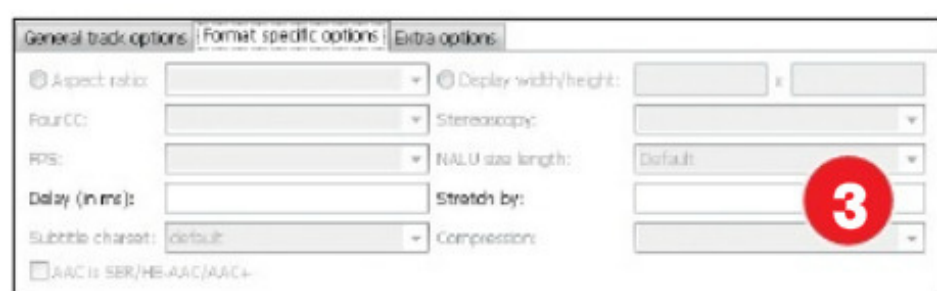 General track options Format specific options Extra options
Aspect ratio: Display width/height: x
FourCC: Stereoscopy:
FPS: NALU size length: Default
Delay (in ms): Stretch by:
3
Subtitle charset: default Compression:
AAC is SBR/HE-AAC/AAC+